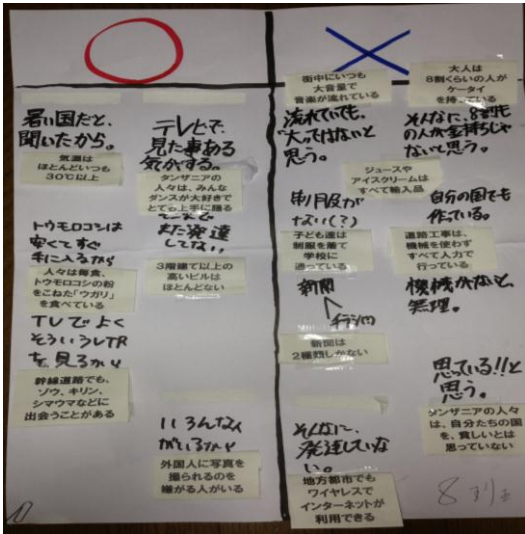 暑い国だと、
聞いたから。
気温は
ほとんどいつも
30℃以上
トウモロコシは
安くてすぐ
手に入るから
人々は毎食、
トウモロコシの粉
をこねた「ウガリ」
を食べている
TVでよく
そういうVTR
を見るから
幹線道路でも、
ゾウ、キリン、
シマウマなどに
出会うことがある
テレビで、
見た事ある
気がする。
タンザニアの
人々は、みんな
ダンスが大好きで
とても上手に踊る
まだ発達
してない
3階建て以上の
高いビルは
ほとんどない
いろんな人
がいるから
外国人に写真を
撮られるのを
嫌がる人がいる
街中にいつも
大音量で
音楽が流れている
流れていても、
大ってはないと
思う。
制服が
ない(?)
子ども達は
制服を着て
学校に
通っている
新聞
チラシ(?)
新聞は
2種類しかない
そんなに、
発達していな
い。
地方都市でも
ワイヤレスで
インターネットが
利用できる
大人は
8割くらいの人が
ケータイ
を持っている
そんなに、8割も
の人が金持ちじゃ
ないと思う。
ジュースや
アイスクリームは
すべて輸入品
自分の国でも
作っている。
道路工事は、
機械を使わず
すべて人力で
行っている
機械がないと、
無理。
思っている!!と
思う。
タンザニアの人々
は、自分たちの国
を、貧しいとは
思っていない